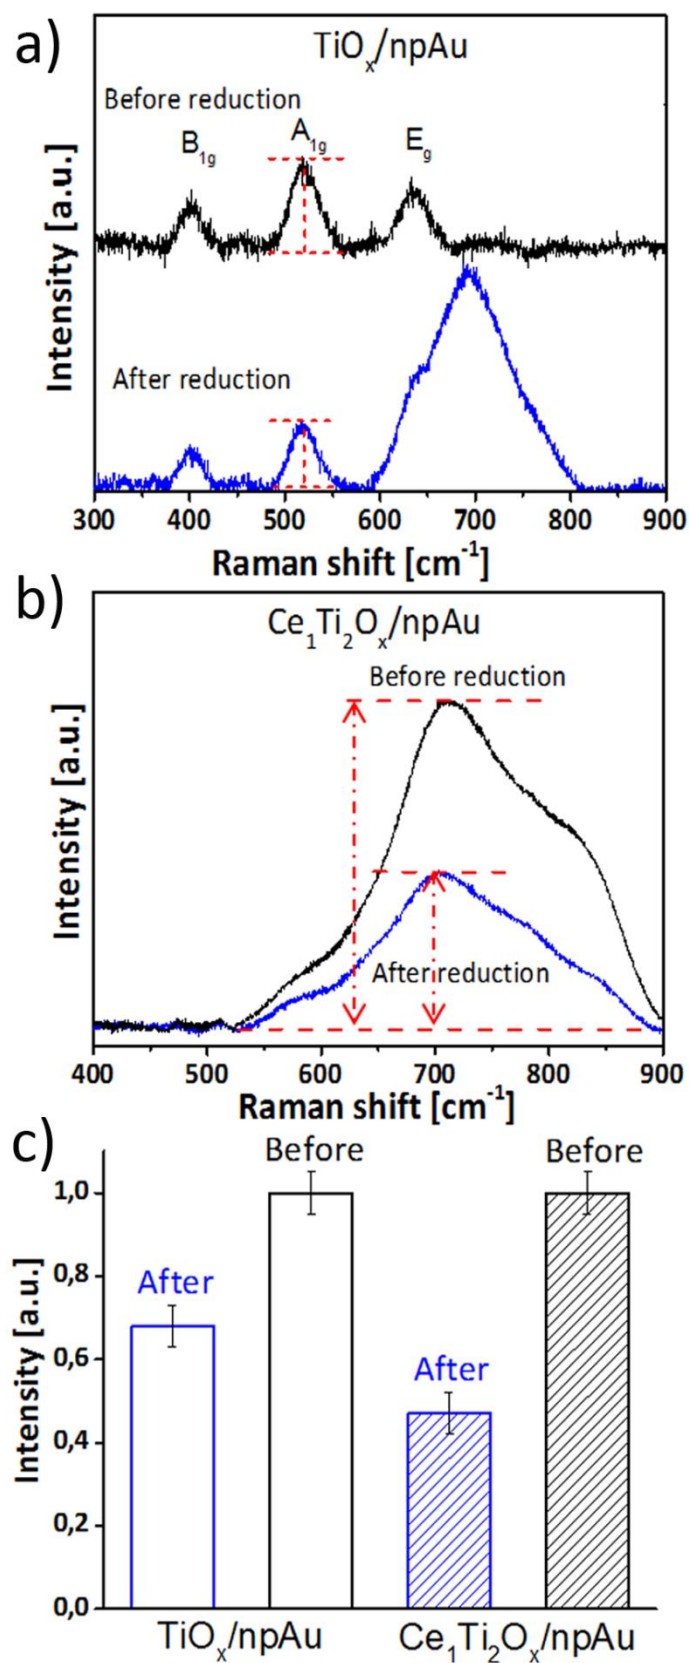 a)
TiOx/npAu
Before reduction
B1g
A1g
Eg
After reduction
Intensity [a.u.]
300 400 500 600 700 800 900
Raman shift [cm-1]
b)
Ce1Ti2Ox/npAu
Before reduction
After reduction
Intensity [a.u.]
400 500 600 700 800 900
Raman shift [cm-1]
c)
Before
Before
After
After
Intensity [a.u.]
1,0
0,8
0,6
0,4
0,2
0,0
TiOx/npAu
Ce1Ti2Ox/npAu